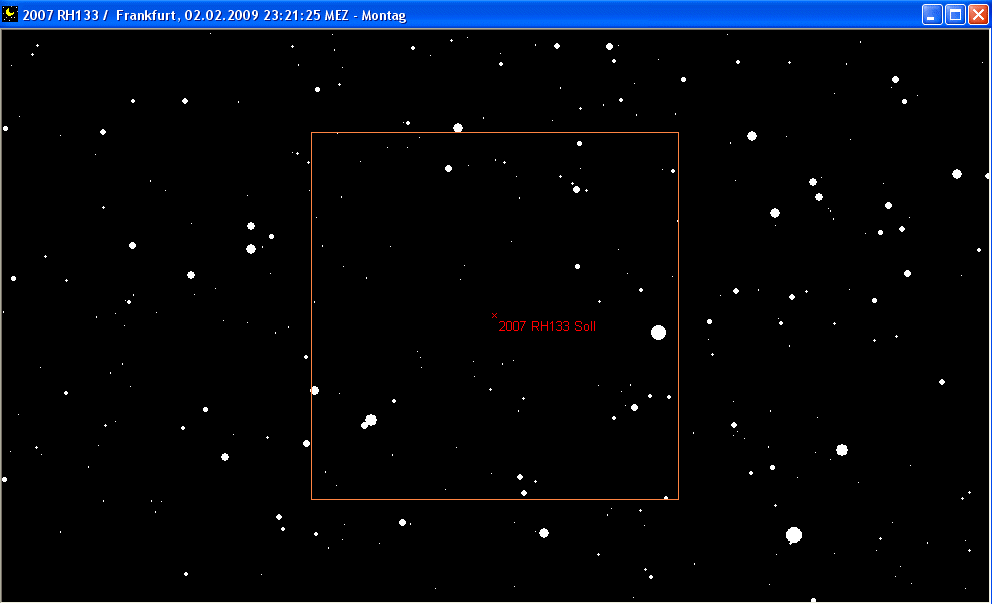 2007 RH133 / Frankfurt, 02.02.2009 23:21:25 MEZ - Montag
2007 RH133 Soll